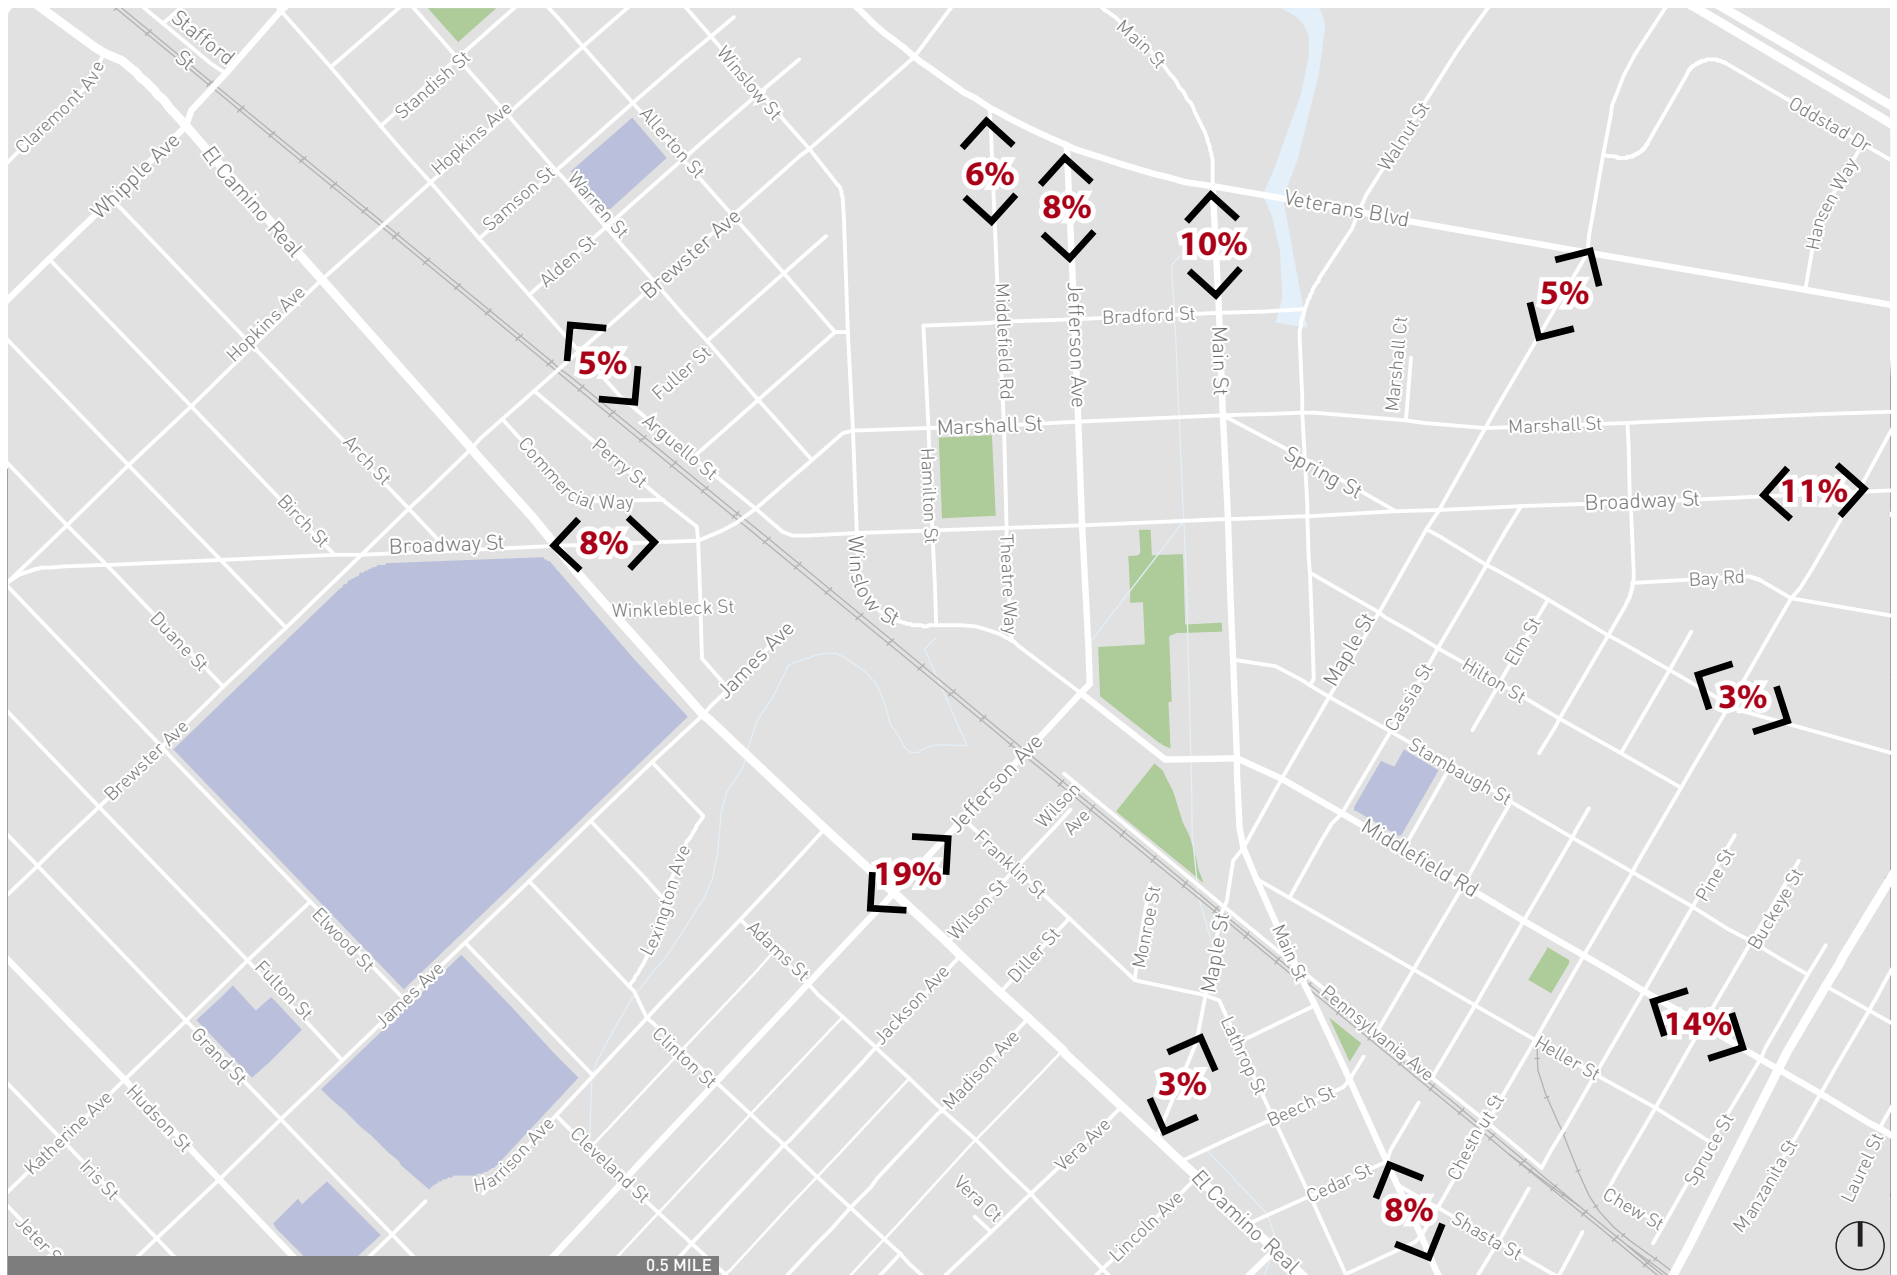 Stafford
St
Claremont Ave
Whipple Ave
El Camino Real
Standish St
Hopkins Ave
Winslow St
Allerton St
Samson St
Warren St
Alden St
Brewster Ave
Main St
Walnut St
Oddstad Dr
Hansen Way
Veterans Blvd
6%
8%
10%
5%
Hopkins Ave
5%
Fuller St
Middlefield Rd
Jefferson Ave
Bradford St
Main St
Marshall Ct
Arch St
Birch St
Commercial Way
Perry St
Arguello St
Marshall St
Hamilton St
Marshall St
Spring St
Broadway St
11%
Broadway St
8%
Winslow St
Theatre Way
Bay Rd
Winklebleck St
Duane St
James Ave
Maple St
Cassia St
Elm St
Hilton St
3%
Brewster Ave
Jefferson Ave
Wilson
Ave
Stambaugh St
Middlefield Rd
19%
Franklin St
Wilson St
Lexington Ave
Pine St
Buckeye St
Elwood St
Fulton St
James Ave
Grand St
Adams St
Jackson Ave
Diller St
Monroe St
Maple St
Main St
Pennsylvania Ave
14%
Heller St
Clinton St
Madison Ave
3%
Lathrop St
Beech St
Chestnut St
Hudson St
Katherine Ave
Iris St
Harrison Ave
Cleveland St
Vera Ave
Vera Ct
Lincoln Ave
El Camino Real
Cedar St
8%
Shasta St
Chew St
Spruce St
Manzanita St
Laurel St
Jeter S
0.5 MILE